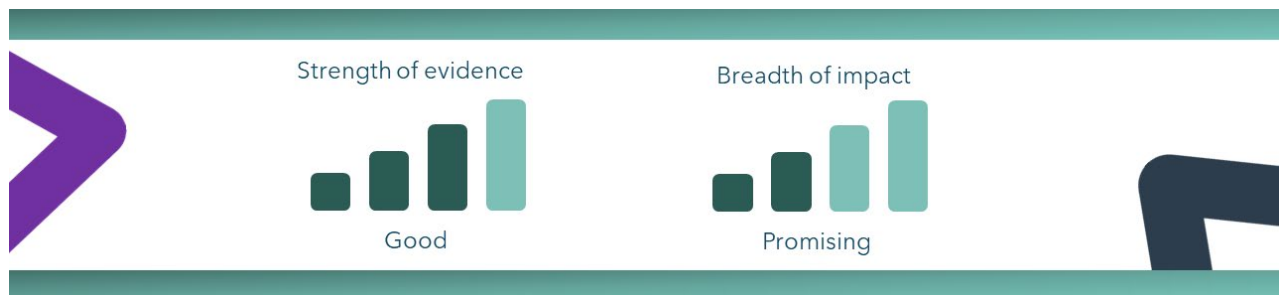 Strength of evidence
Good
Breadth of impact
Promising